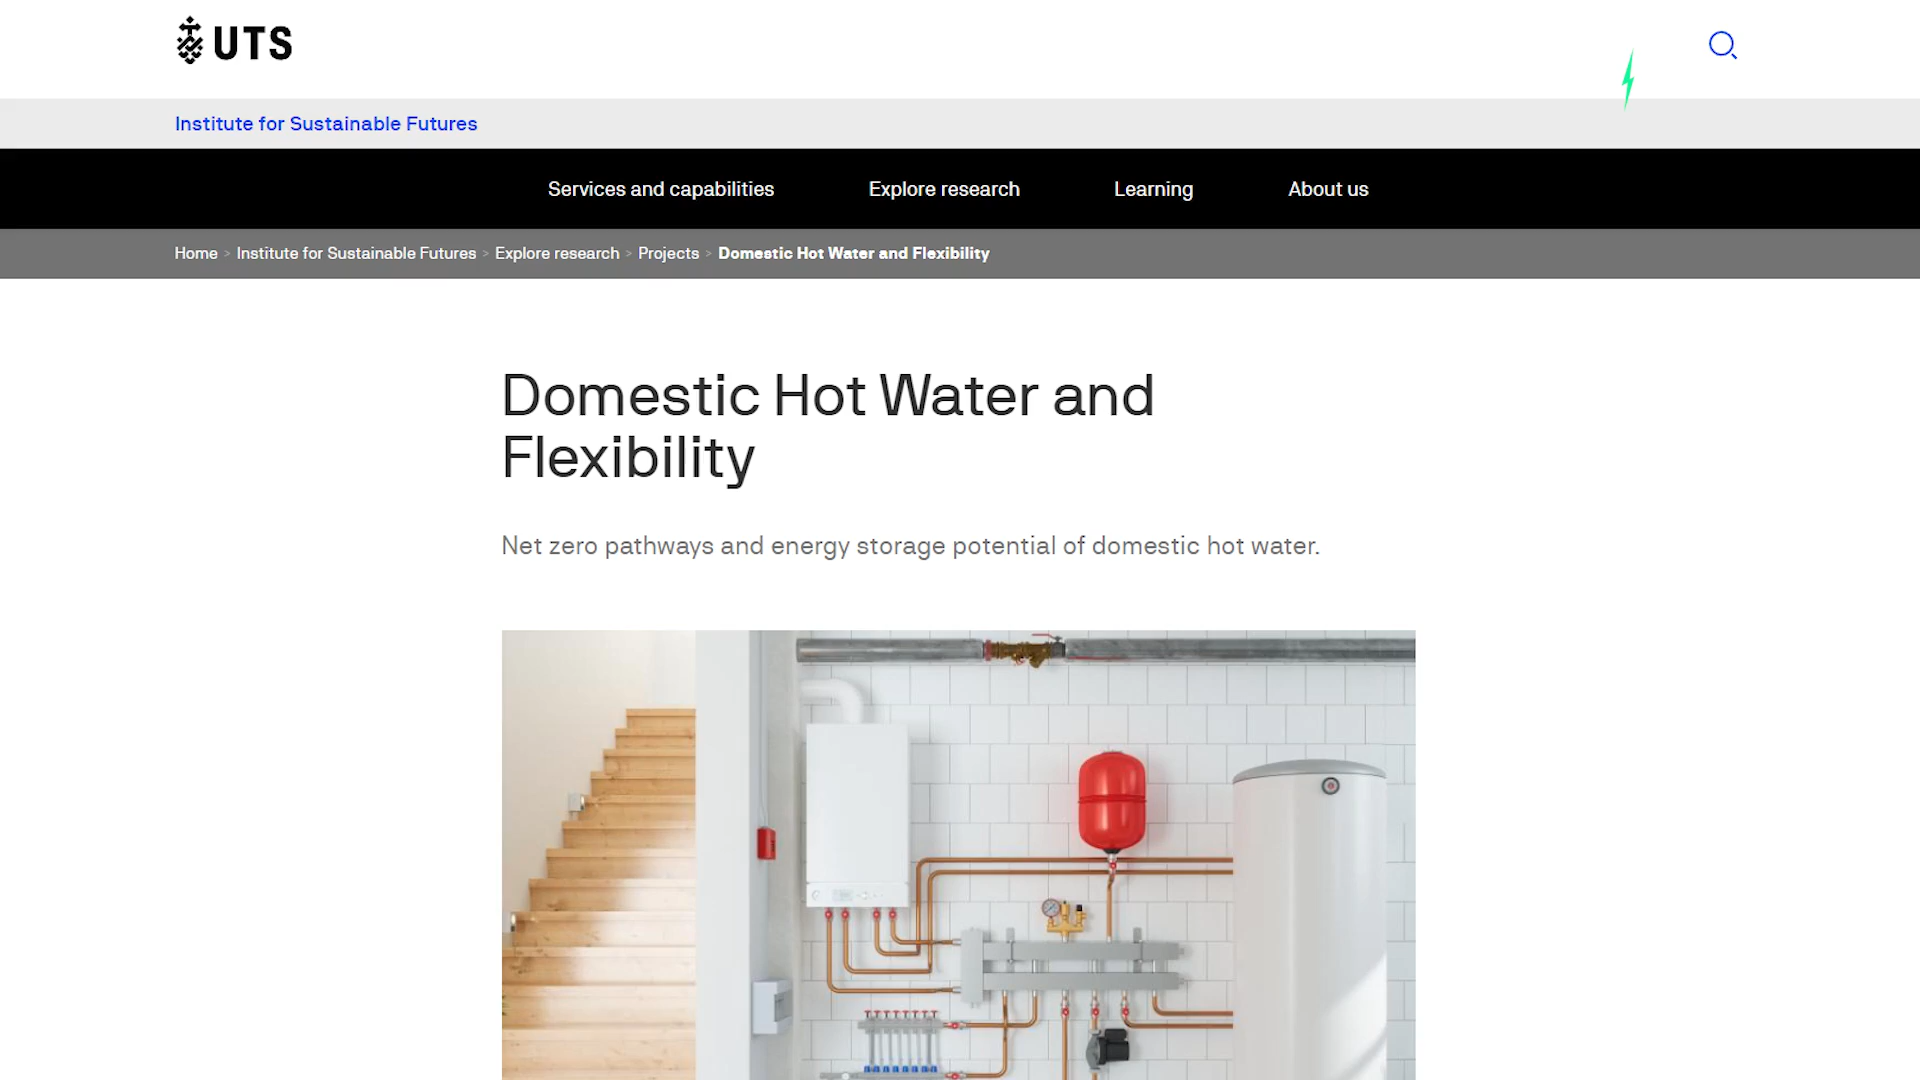 UTS
Institute for Sustainable Futures
Services and capabilities
Explore research
Learning
About us
Home > Institute for Sustainable Futures > Explore research > Projects > Domestic Hot Water and Flexibility
Domestic Hot Water and
Flexibility
Net zero pathways and energy storage potential of domestic hot water.